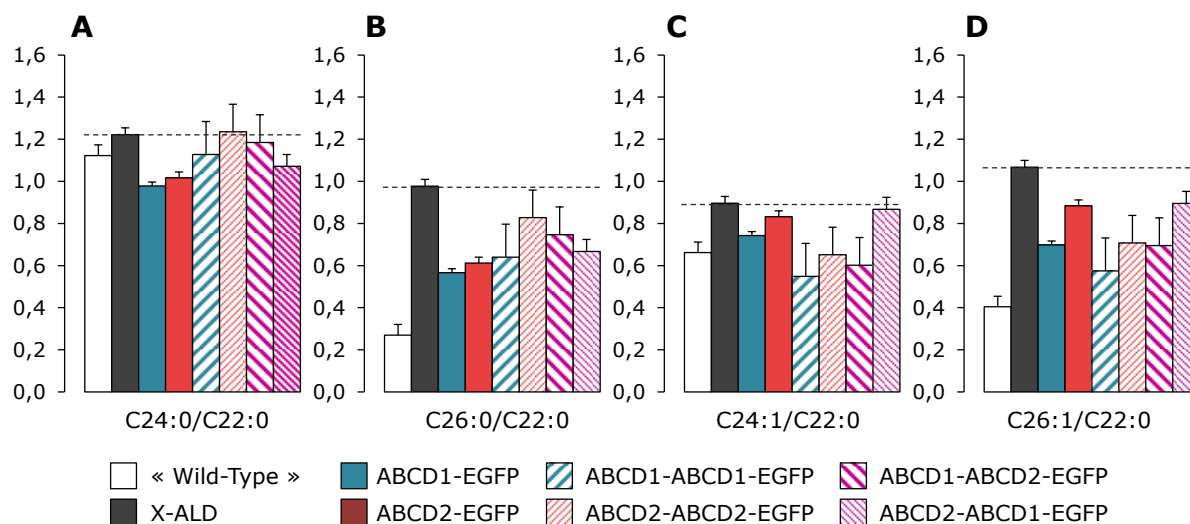 A B C D
1,6 1,6 1,6 1,6
1,4 1,4 1,4 1,4
1,2 1,2 1,2 1,2
1,0 1,0 1,0 1,0
0,8 0,8 0,8 0,8
0,6 0,6 0,6 0,6
0,4 0,4 0,4 0,4
0,2 0,2 0,2 0,2
0,0 0,0 0,0 0,0
C24:0/C22:0 C26:0/C22:0 C24:1/C22:0 C26:1/C22:0
« Wild-Type » ABCD1-EGFP ABCD1-ABCD1-EGFP ABCD1-ABCD2-EGFP
X-ALD ABCD2-EGFP ABCD2-ABCD2-EGFP ABCD2-ABCD1-EGFP